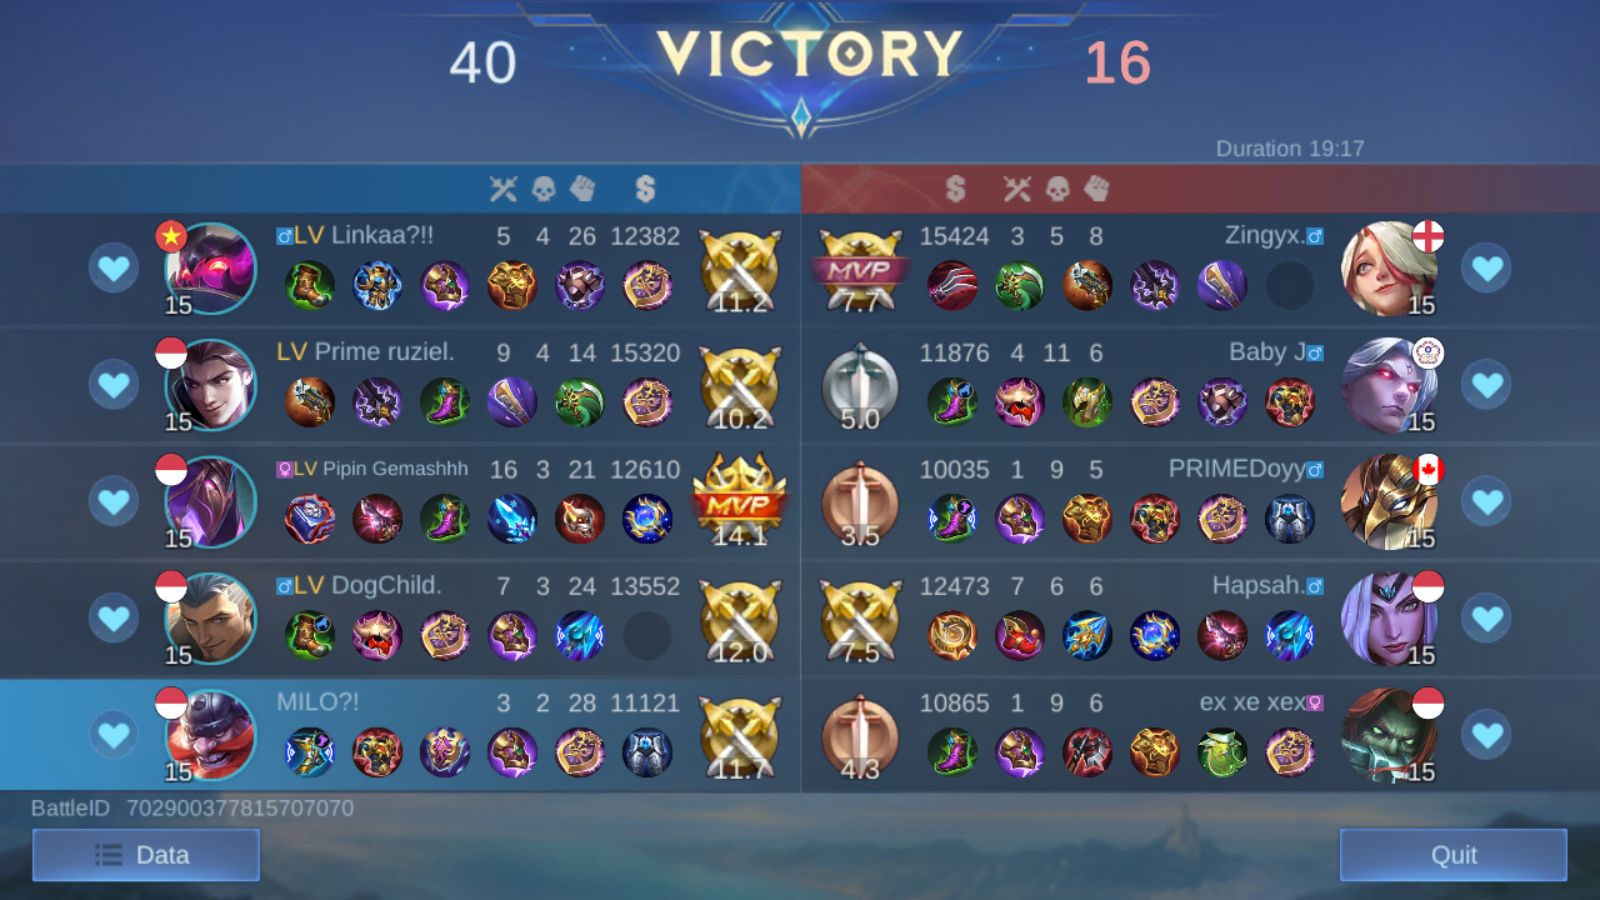 40 VICTORY 16
Duration 19:17
LV Linkaa?!! 5 4 26 12382
15 11.2
MVP 15424 3 5 8 Zingyx.
7.7 15
LV Prime ruziel. 9 4 14 15320
15 10.2
11876 4 11 6 Baby J
5.0 15
LV Pipin Gemashhh 16 3 21 12610
15 MVP 14.1
10035 1 9 5 PRIMEDoyy
3.5 15
LV DogChild. 7 3 24 13552
15 12.0
12473 7 6 6 Hapsah.
7.5 15
MILO?! 3 2 28 11121
15 11.7
10865 1 9 6 ex xe xex
4.3 15
BattleID 702900377815707070
Data
Quit